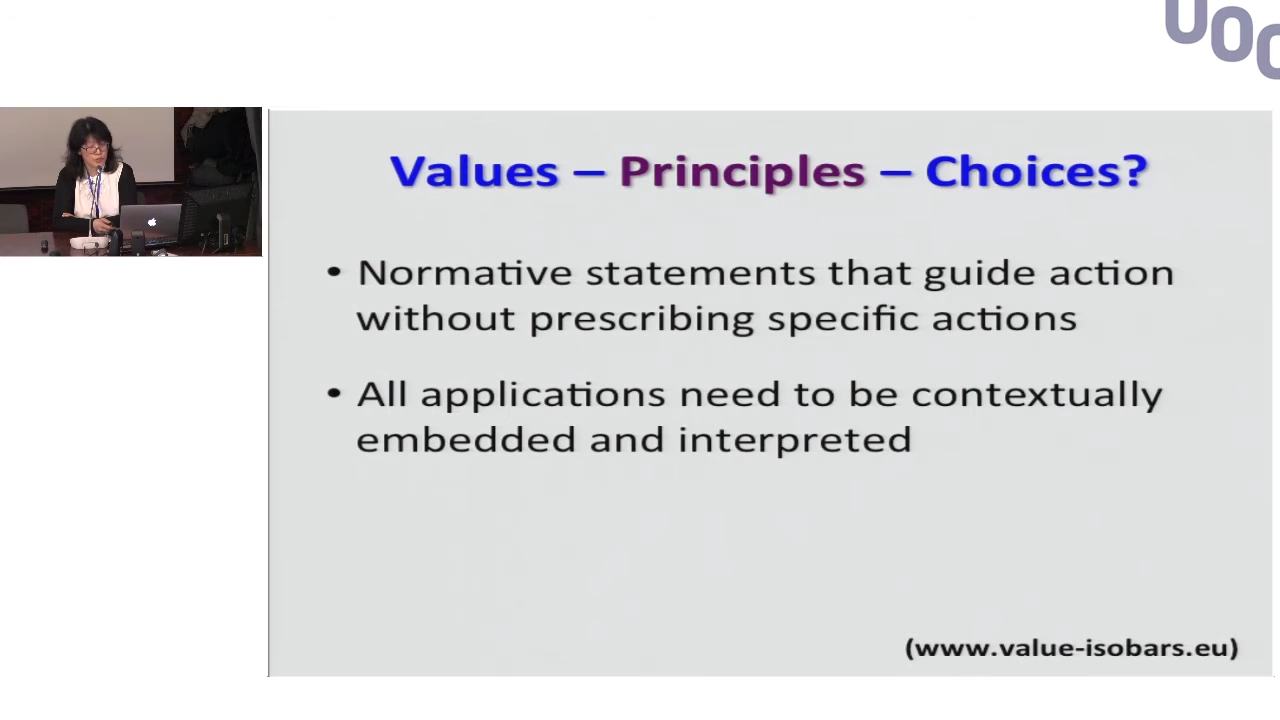 UOC
Values – Principles – Choices?
• Normative statements that guide action
without prescribing specific actions
• All applications need to be contextually
embedded and interpreted
(www.value-isobars.eu)